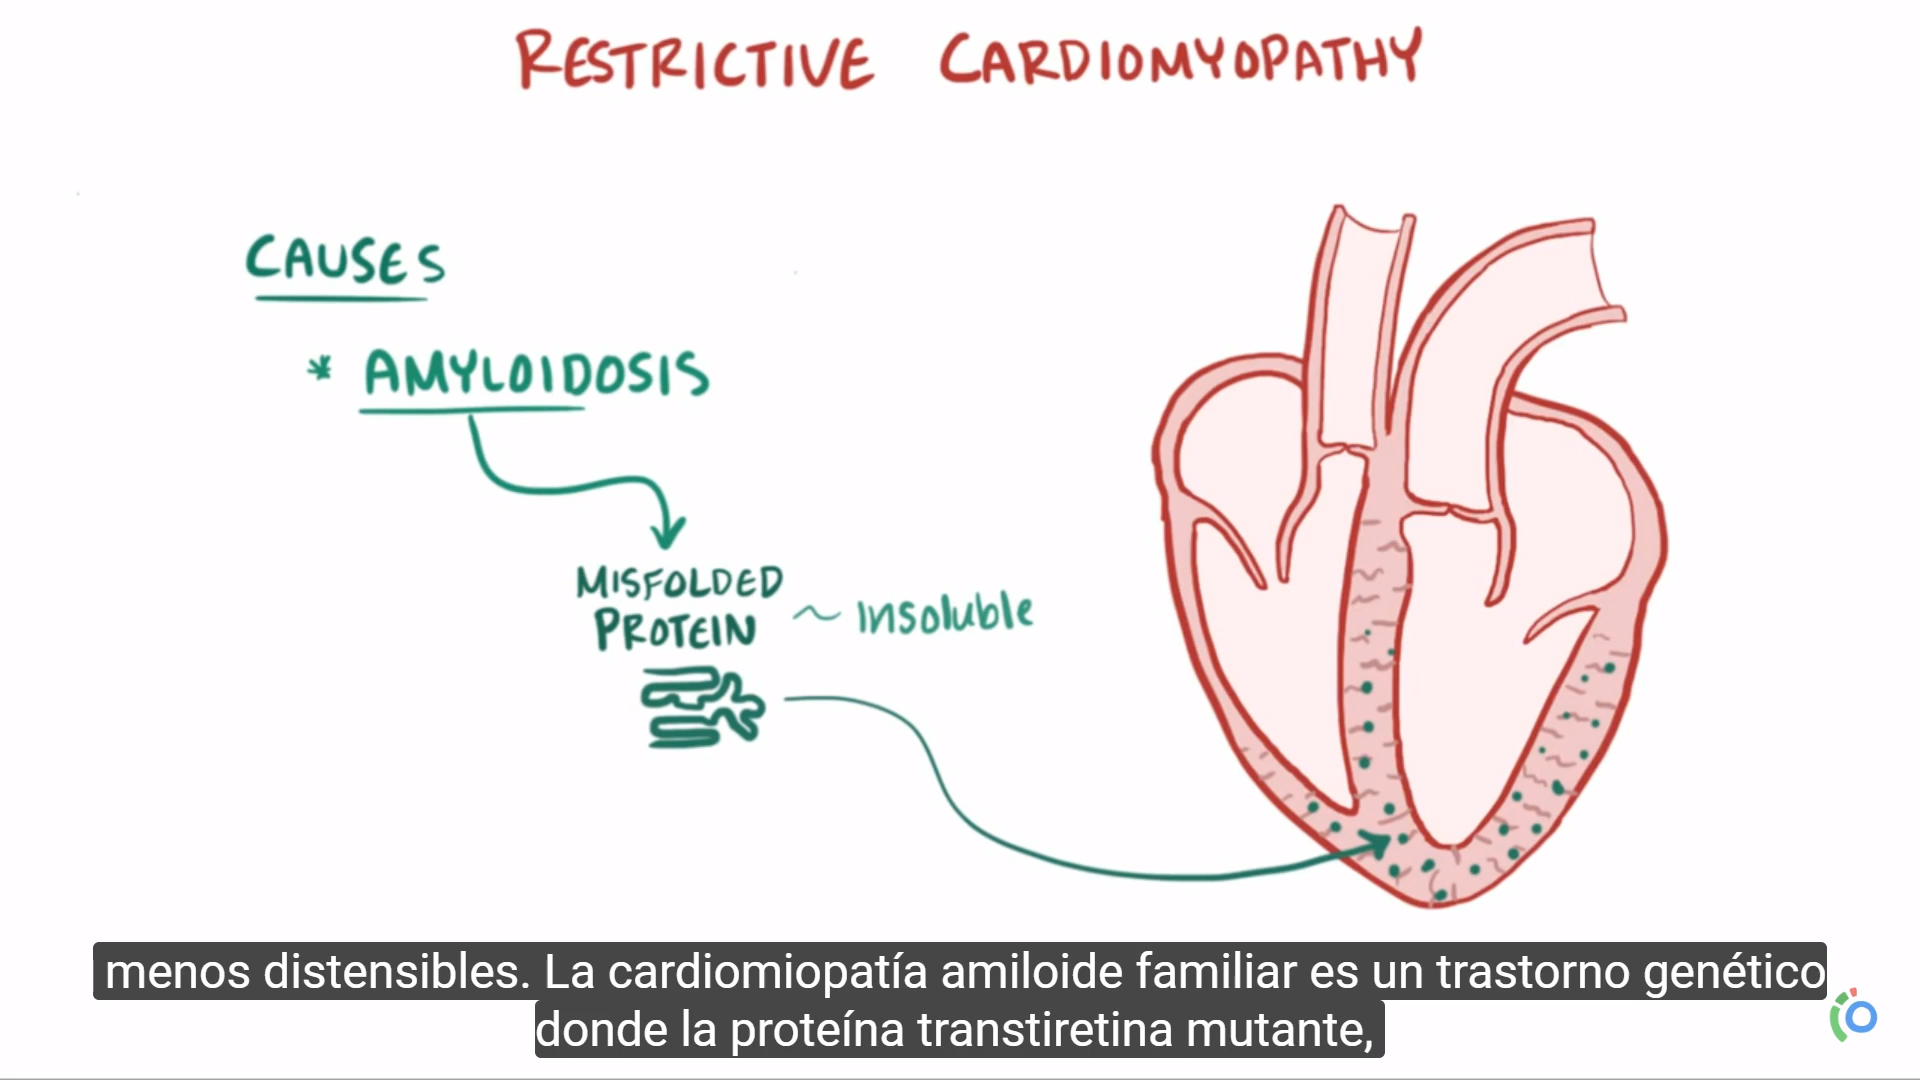 RESTRICTIVE CARDIOMYOPATHY
CAUSES
* AMYLOIDOSIS
MISFOLDED
PROTEIN ~ insoluble
menos distensibles. La cardiomiopatía amiloide familiar es un trastorno genético
donde la proteína transtiretina mutante,